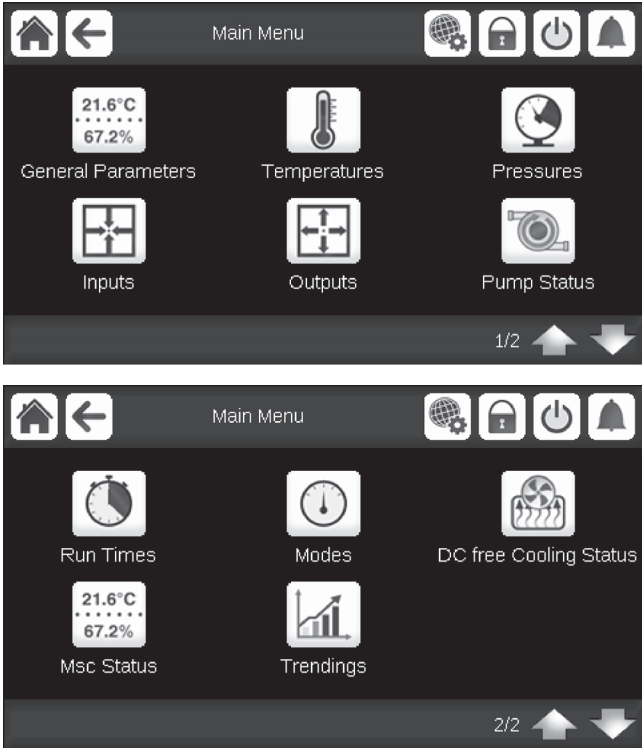 Main Menu
21.6°C
67.2%
General Parameters
Temperatures
Pressures
Inputs
Outputs
Pump Status
1/2
Main Menu
Run Times
Modes
DC free Cooling Status
21.6°C
67.2%
Msc Status
Trendings
2/2